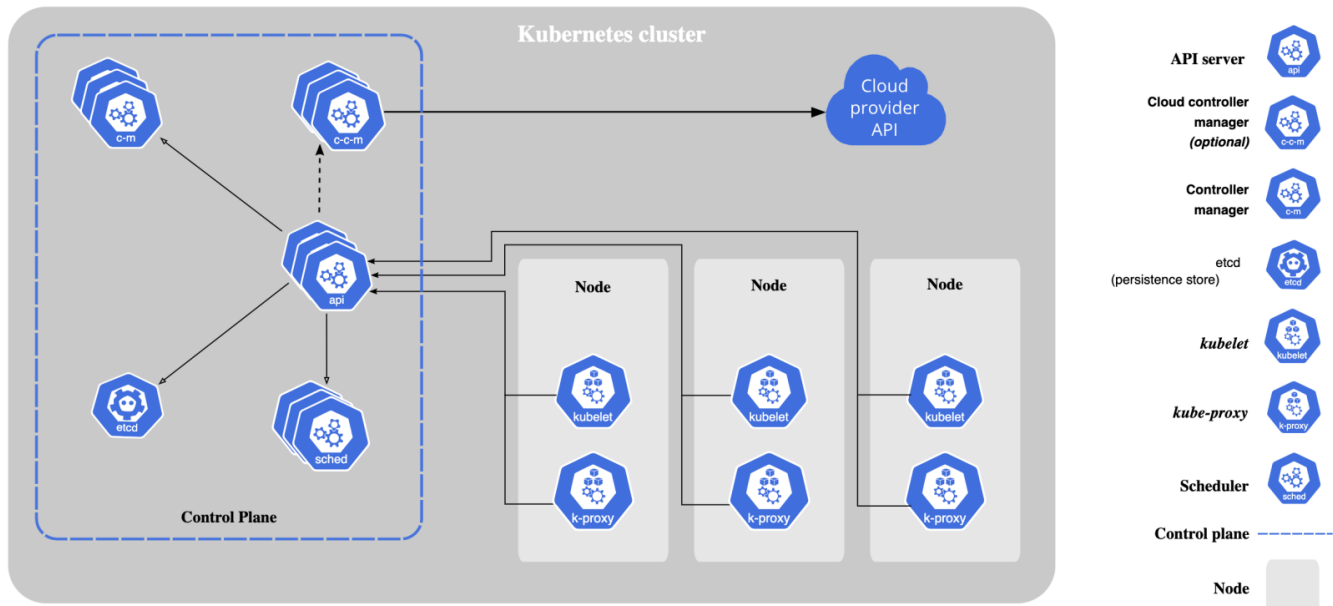 Kubernetes cluster
c-m
c-c-m
Cloud
provider
API
api
etcd
sched
Control Plane
Node
kubelet
k-proxy
Node
kubelet
k-proxy
Node
kubelet
k-proxy
API server
api
Cloud controller
manager
(optional)
c-c-m
Controller
manager
c-m
etcd
(persistence store)
etcd
kubelet
kubelet
kube-proxy
k-proxy
Scheduler
sched
Control plane
Node